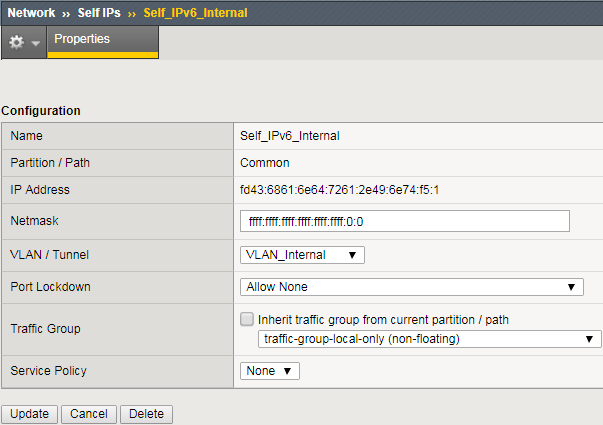 Network ›› Self IPs ›› Self_IPv6_Internal
Properties
Configuration
Name Self_IPv6_Internal
Partition / Path Common
IP Address fd43:6861:6e64:7261:2e49:6e74:f5:1
Netmask ffff:ffff:ffff:ffff:ffff:ffff:0:0
VLAN / Tunnel VLAN_Internal
Port Lockdown Allow None
Traffic Group Inherit traffic group from current partition / path
traffic-group-local-only (non-floating)
Service Policy None
Update Cancel Delete